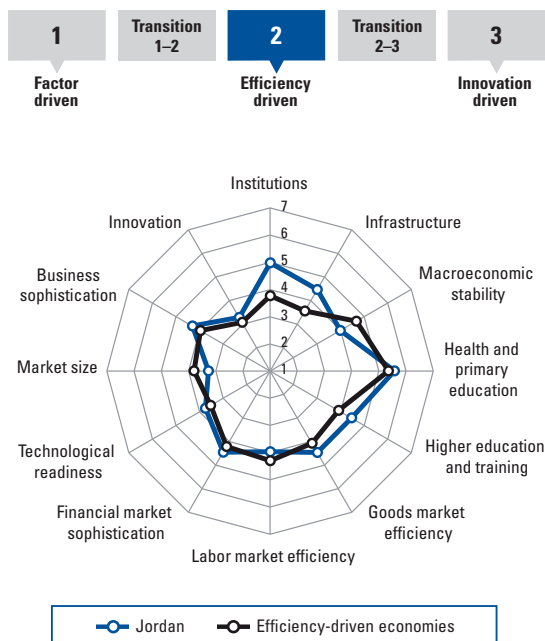 1
Transition
1–2
2
Transition
2–3
3
Factor
driven
Efficiency
driven
Innovation
driven
Institutions
7
Innovation
Infrastructure
6
5
Business
sophistication
Macroeconomic
stability
4
3
2
Market size
1
Health and
primary
education
Technological
readiness
Higher education
and training
Financial market
sophistication
Goods market
efficiency
Labor market efficiency
Jordan
Efficiency-driven economies